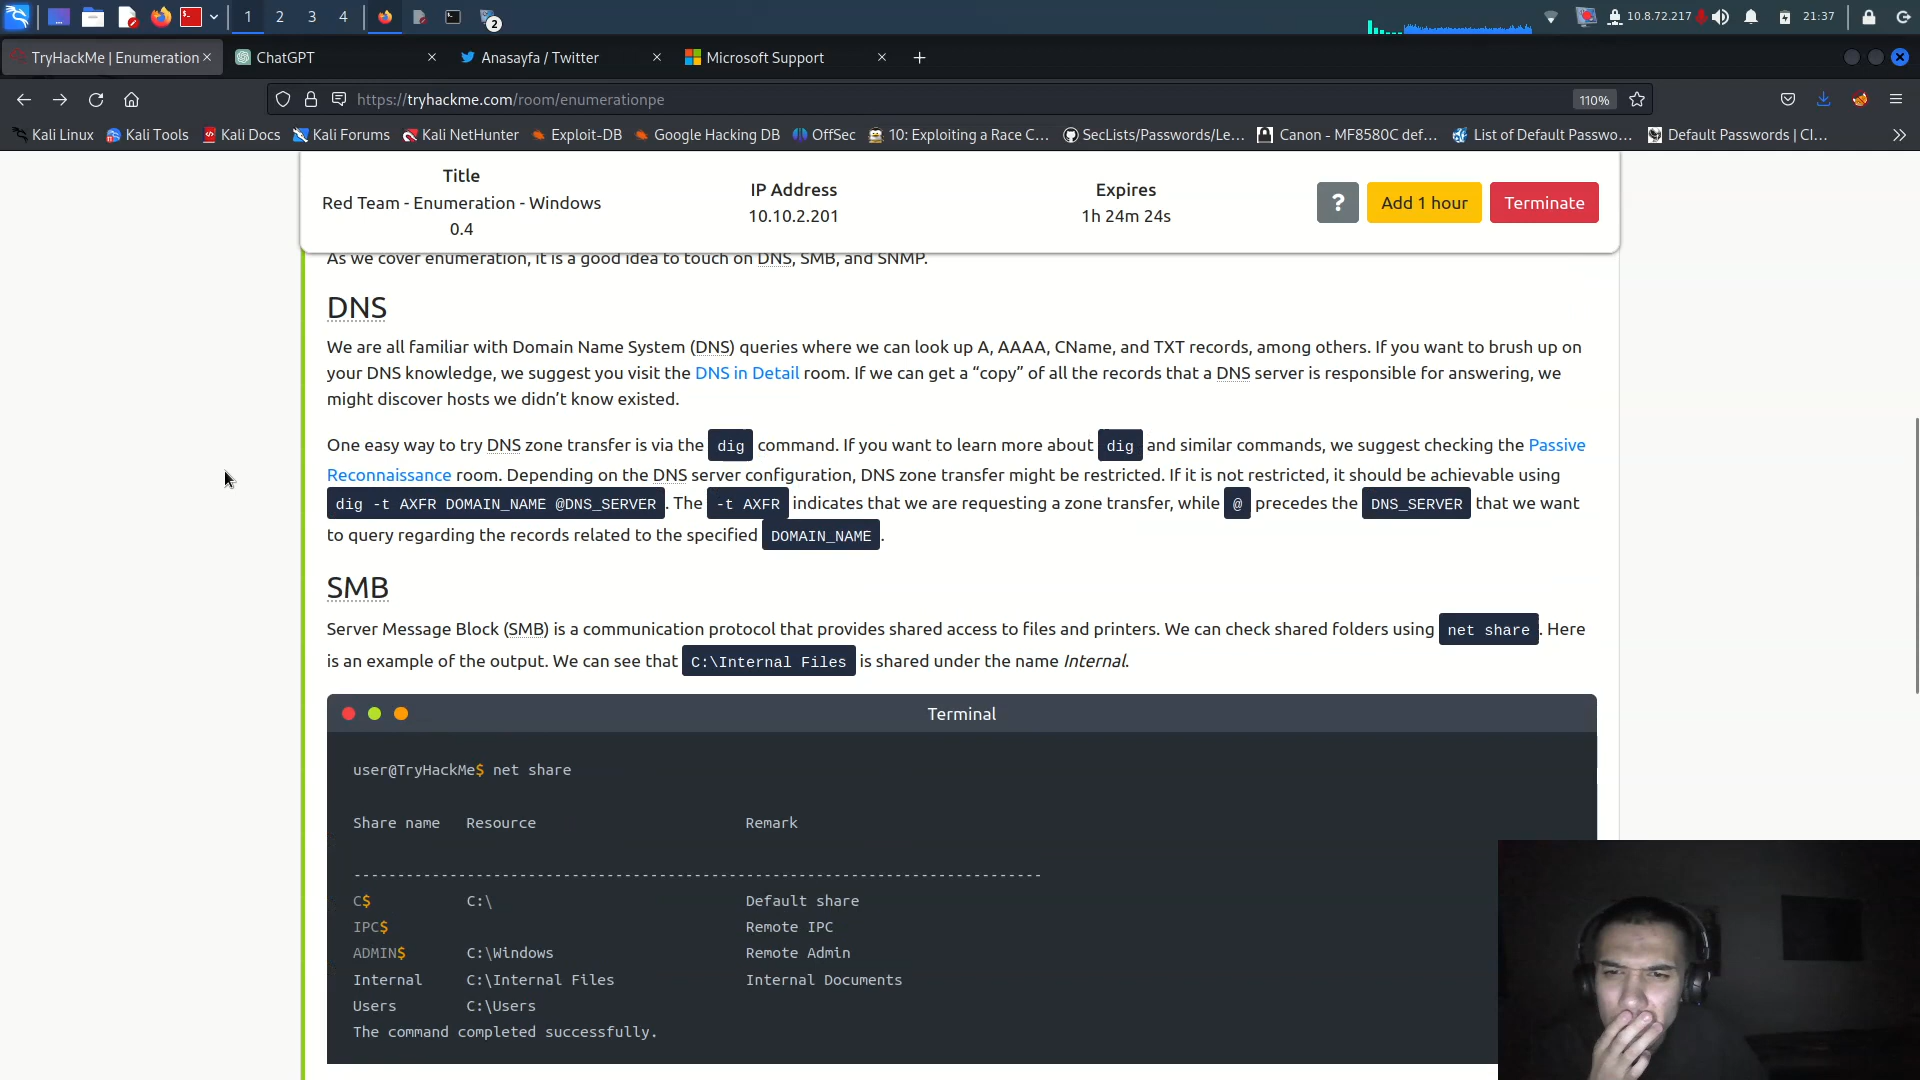 1 2 3 4 2 10.8.72.217 21:37
TryHackMe | Enumeration ChatGPT Anasayfa / Twitter Microsoft Support
https://tryhackme.com/room/enumerationpe 110%
Kali Linux Kali Tools Kali Docs Kali Forums Kali NetHunter Exploit-DB Google Hacking DB OffSec 10: Exploiting a Race C… SecLists/Passwords/Le… Canon - MF8580C def… List of Default Passwo… Default Passwords | CI…
Title IP Address Expires
Red Team - Enumeration - Windows 0.4 10.10.2.201 1h 24m 24s ? Add 1 hour Terminate
As we cover enumeration, it is a good idea to touch on DNS, SMB, and SNMP.
DNS
We are all familiar with Domain Name System (DNS) queries where we can look up A, AAAA, CName, and TXT records, among others. If you want to brush up on
your DNS knowledge, we suggest you visit the DNS in Detail room. If we can get a “copy” of all the records that a DNS server is responsible for answering, we
might discover hosts we didn’t know existed.
One easy way to try DNS zone transfer is via the dig command. If you want to learn more about dig and similar commands, we suggest checking the Passive
Reconnaissance room. Depending on the DNS server configuration, DNS zone transfer might be restricted. If it is not restricted, it should be achievable using
dig -t AXFR DOMAIN_NAME @DNS_SERVER. The -t AXFR indicates that we are requesting a zone transfer, while @ precedes the DNS_SERVER that we want
to query regarding the records related to the specified DOMAIN_NAME.
SMB
Server Message Block (SMB) is a communication protocol that provides shared access to files and printers. We can check shared folders using net share. Here
is an example of the output. We can see that C:\Internal Files is shared under the name Internal.
Terminal
user@TryHackMe$ net share
Share name Resource Remark
-------------------------------------------------------------------------------
C$ C:\ Default share
IPC$ Remote IPC
ADMIN$ C:\Windows Remote Admin
Internal C:\Internal Files Internal Documents
Users C:\Users
The command completed successfully.